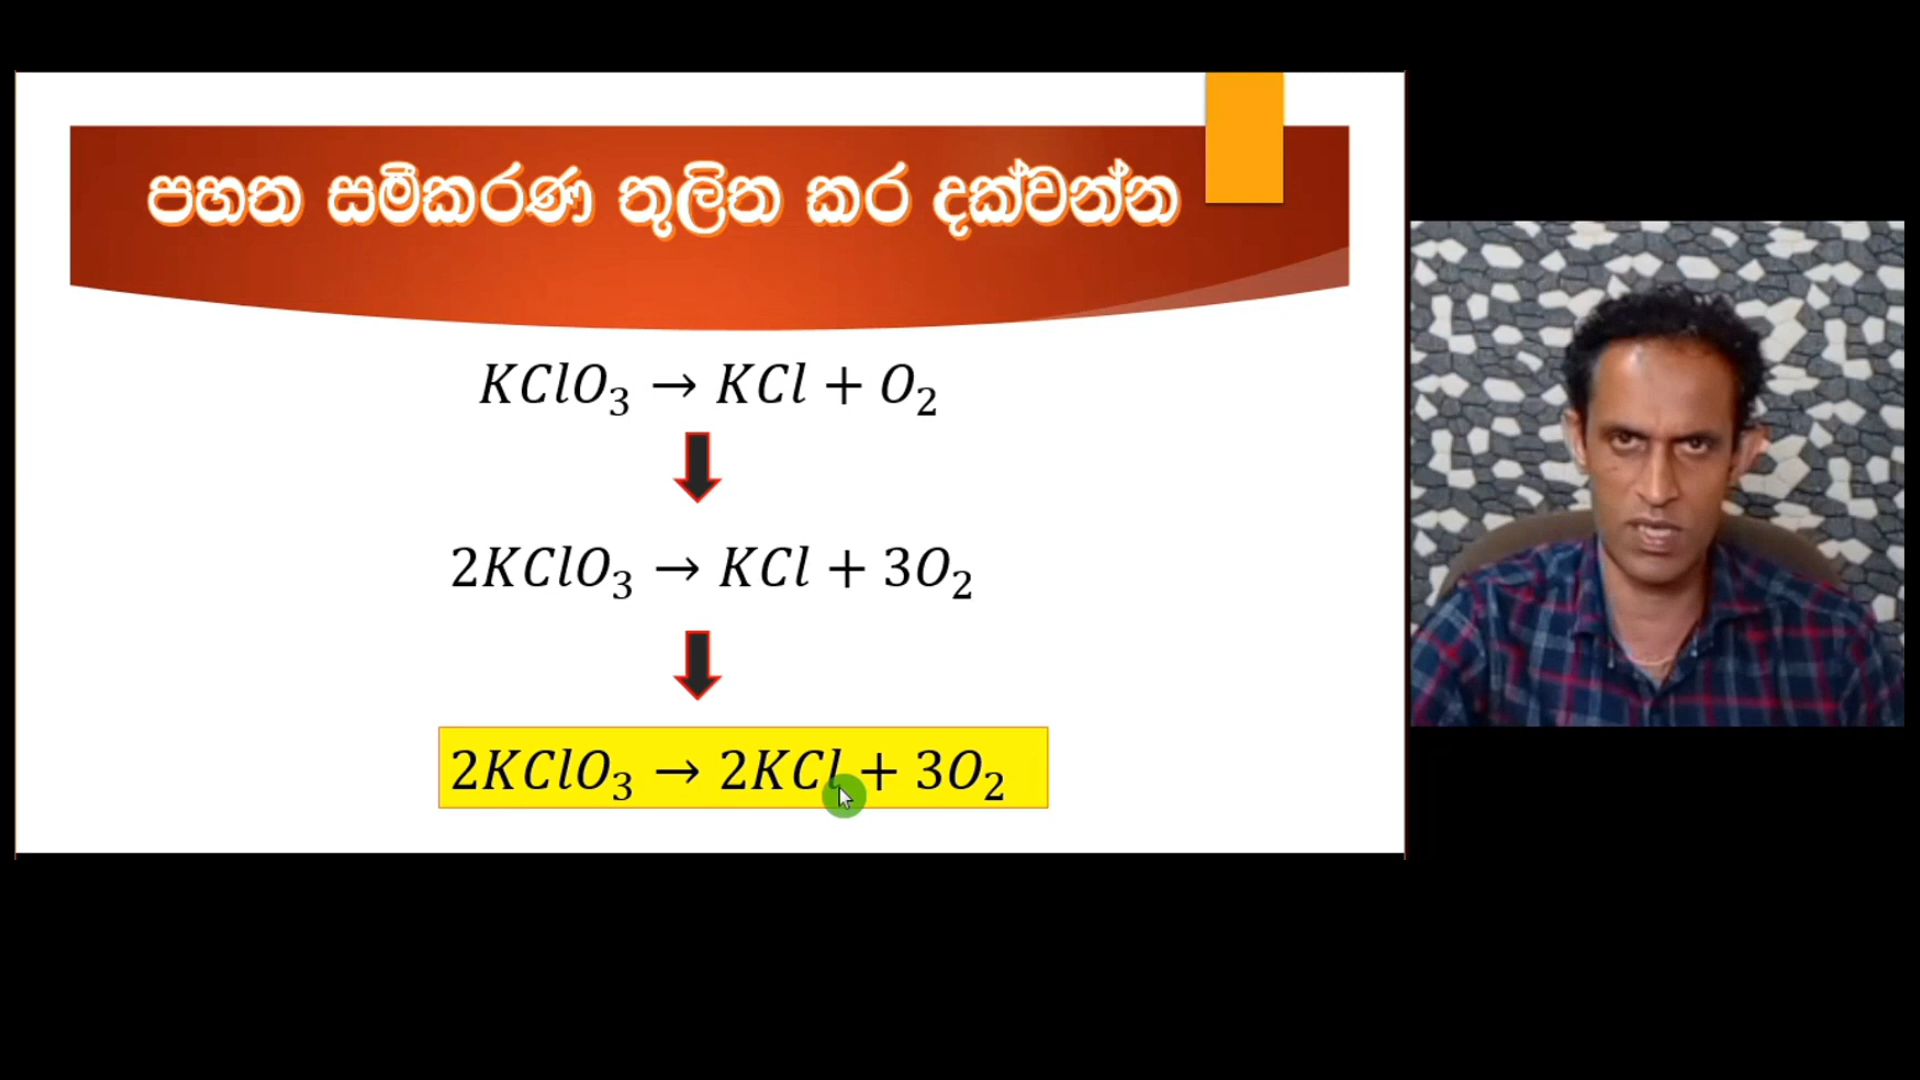 පහත සමීකරණ තුලිත කර දක්වන්න
KClO₃ → KCl + O₂
2KClO₃ → KCl + 3O₂
2KClO₃ → 2KCl + 3O₂